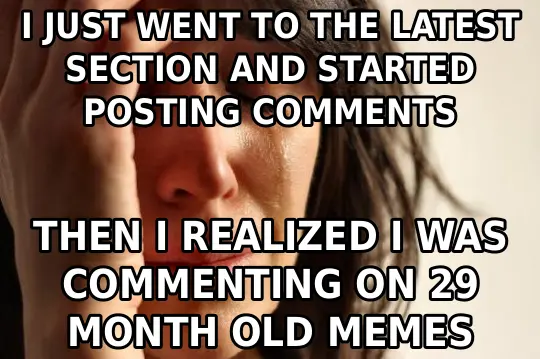 I JUST WENT TO THE LATEST
SECTION AND STARTED
POSTING COMMENTS
THEN I REALIZED I WAS
COMMENTING ON 29
MONTH OLD MEMES